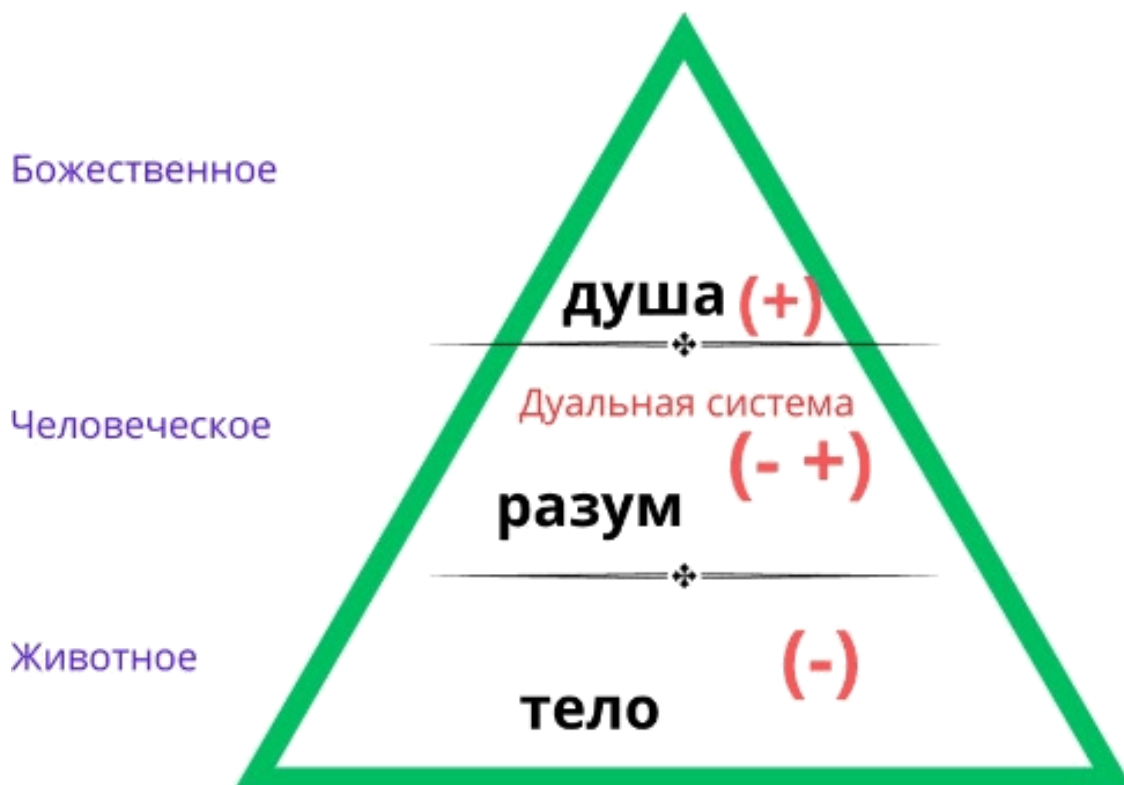 Божественное
душа (+)
Дуальная система
Человеческое
(- +)
разум
Животное
(-)
тело